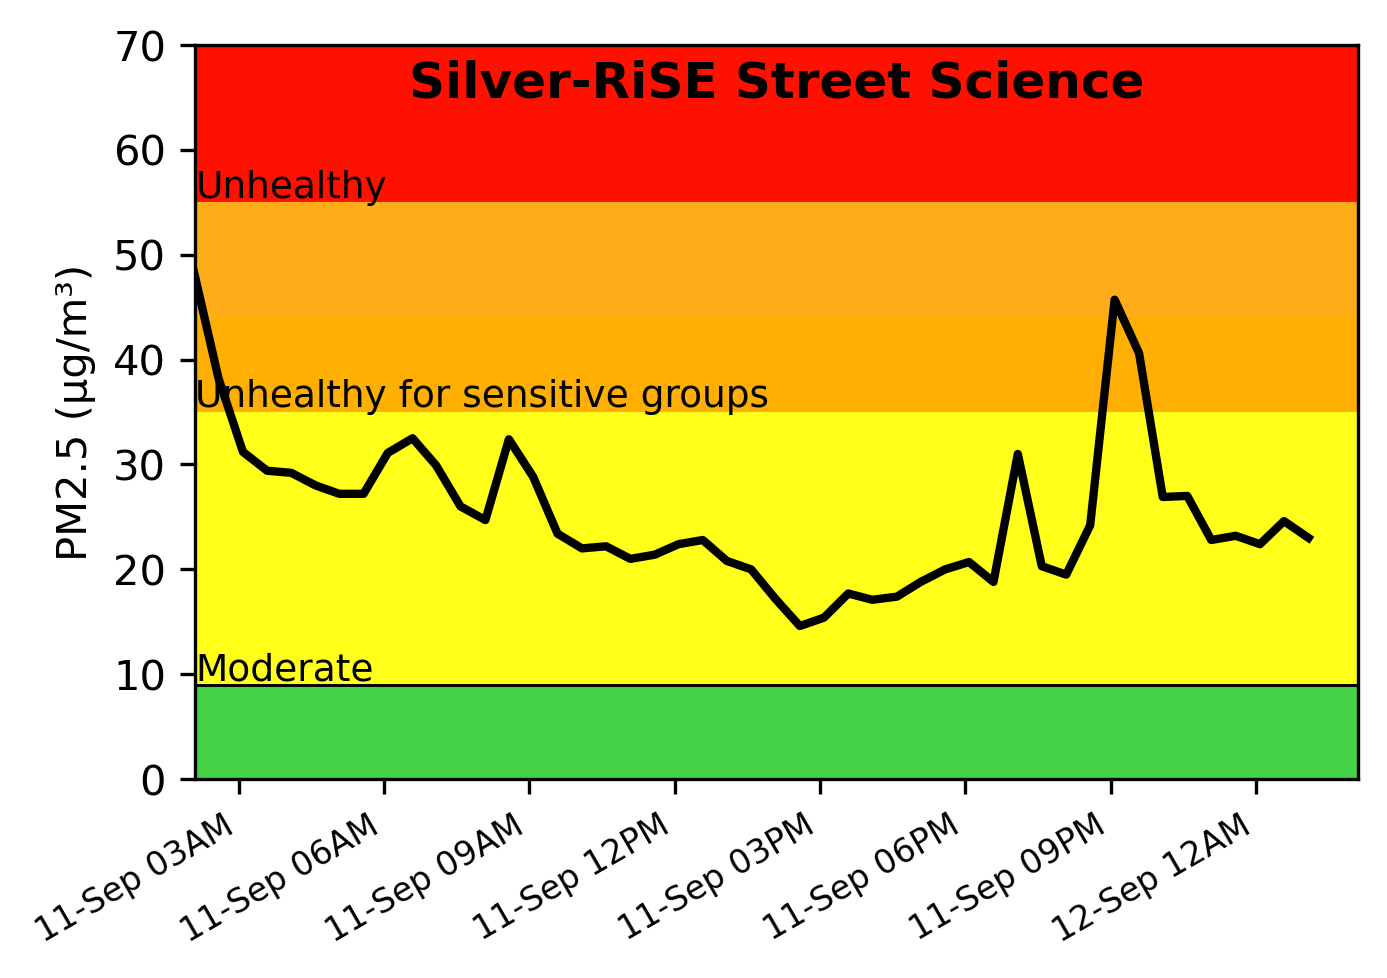 Silver-RiSE Street Science
PM2.5 (µg/m³)
70
60
50
40
30
20
10
0
Unhealthy
Unhealthy for sensitive groups
Moderate
11-Sep 03AM
11-Sep 06AM
11-Sep 09AM
11-Sep 12PM
11-Sep 03PM
11-Sep 06PM
11-Sep 09PM
12-Sep 12AM